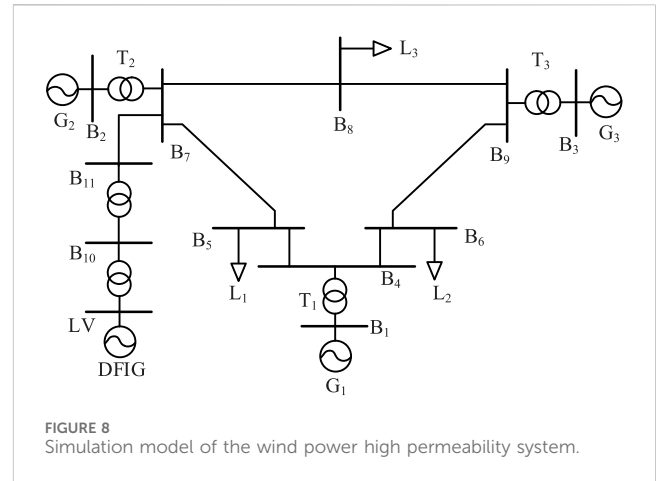 T₂
L₃
T₃
G₂
B₂
B₇
B₈
B₉
B₃
G₃
B₁₁
B₅
B₆
B₁₀
B₄
L₁
T₁
L₂
LV
B₁
DFIG
G₁
FIGURE 8
Simulation model of the wind power high permeability system.